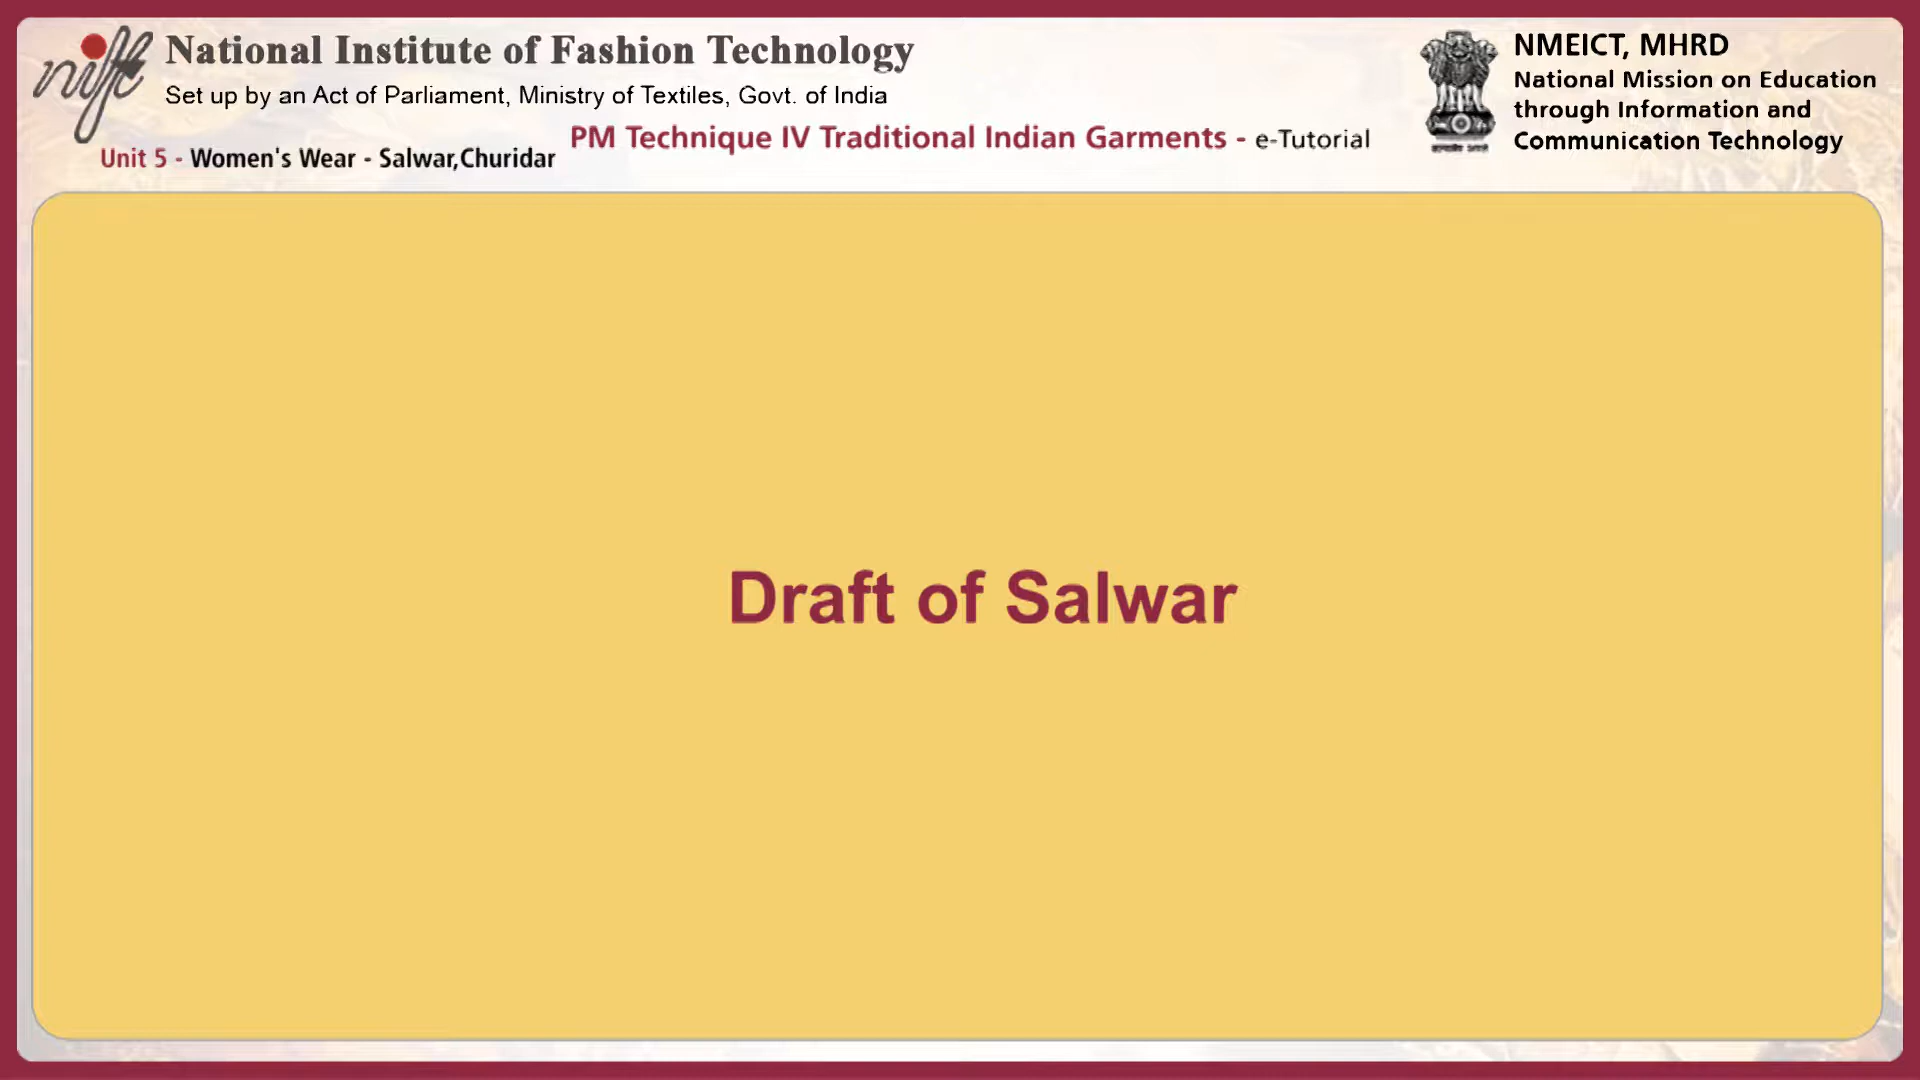 nift
National Institute of Fashion Technology
Set up by an Act of Parliament, Ministry of Textiles, Govt. of India
PM Technique IV Traditional Indian Garments - e-Tutorial
Unit 5 - Women's Wear - Salwar,Churidar
NMEICT, MHRD
National Mission on Education
through Information and
Communication Technology
Draft of Salwar